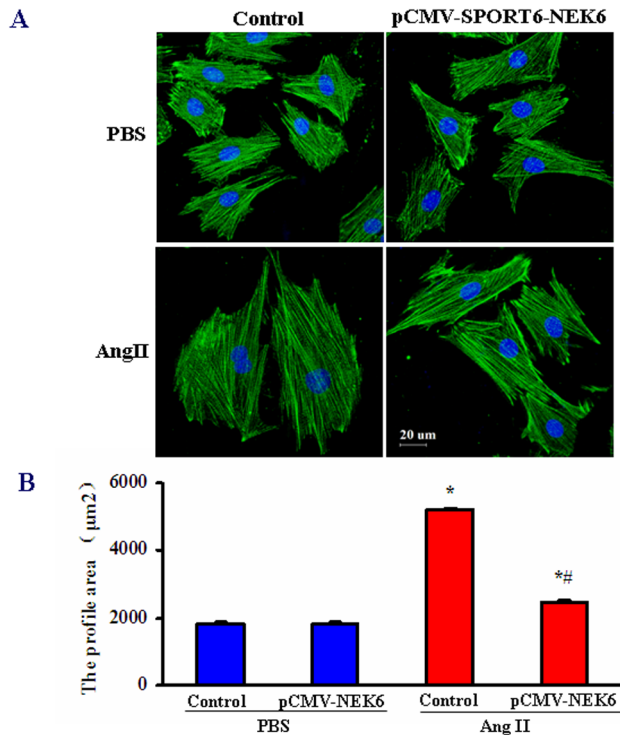 A
Control
pCMV-SPORT6-NEK6
PBS
AngII
20 um
B
The profile area （μm2）
6000
4000
2000
0
*
*#
Control
pCMV-NEK6
Control
pCMV-NEK6
PBS
Ang II